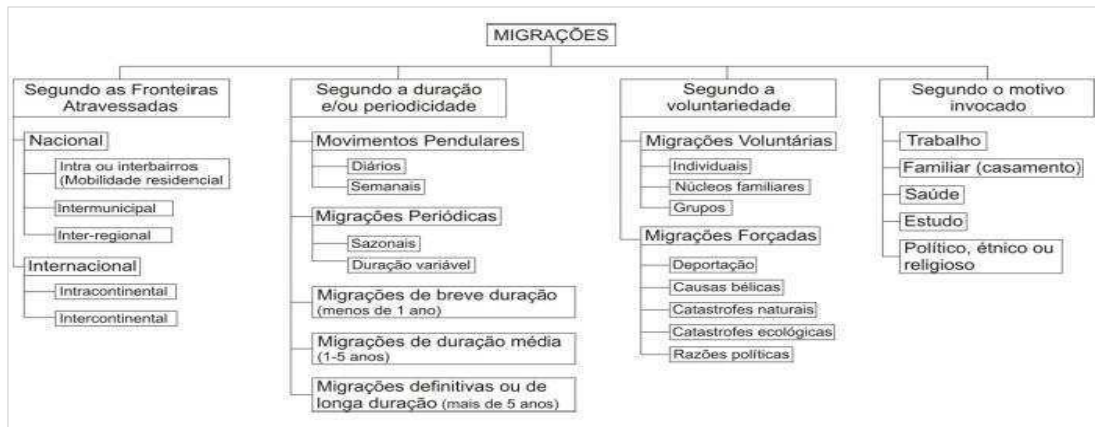 MIGRAÇÕES
Segundo as Fronteiras
Atravessadas
Nacional
Intra ou interbairros
(Mobilidade residencial
Intermunicipal
Inter-regional
Internacional
Intracontinental
Intercontinental
Segundo a duração
e/ou periodicidade
Movimentos Pendulares
Diários
Semanais
Migrações Periódicas
Sazonais
Duração variável
Migrações de breve duração
(menos de 1 ano)
Migrações de duração média
(1-5 anos)
Migrações definitivas ou de
longa duração (mais de 5 anos)
Segundo a
voluntariedade
Migrações Voluntárias
Individuais
Núcleos familiares
Grupos
Migrações Forçadas
Deportação
Causas bélicas
Catastrofes naturais
Catastrofes ecológicas
Razões políticas
Segundo o motivo
invocado
Trabalho
Familiar (casamento)
Saúde
Estudo
Político, étnico ou
religioso